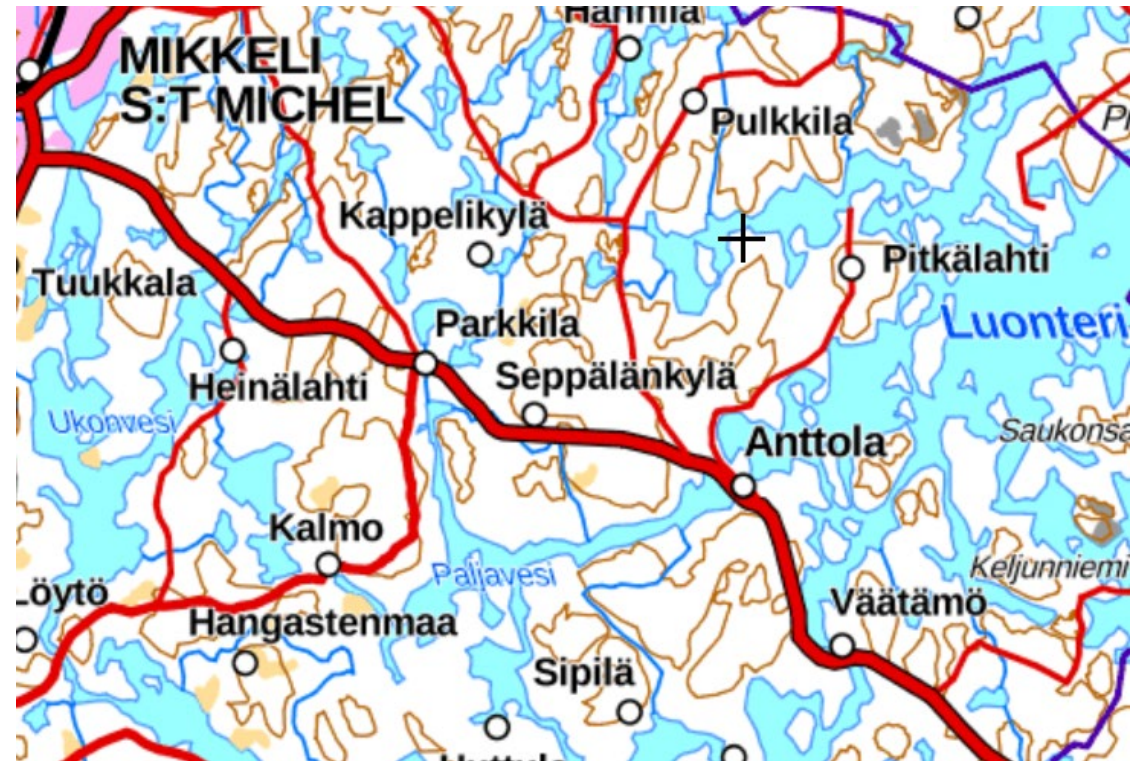 Hännilä
MIKKELI
S:T MICHEL
Pulkkila
Kappelikylä
Pitkälahti
Tuukkala
Luonteri
Parkkila
Seppälänkylä
Heinälahti
Ukonvesi
Anttola
Kalmo
Paljavesi
Keljunniemi
Löytö
Väätämö
Hangastenmaa
Sipilä